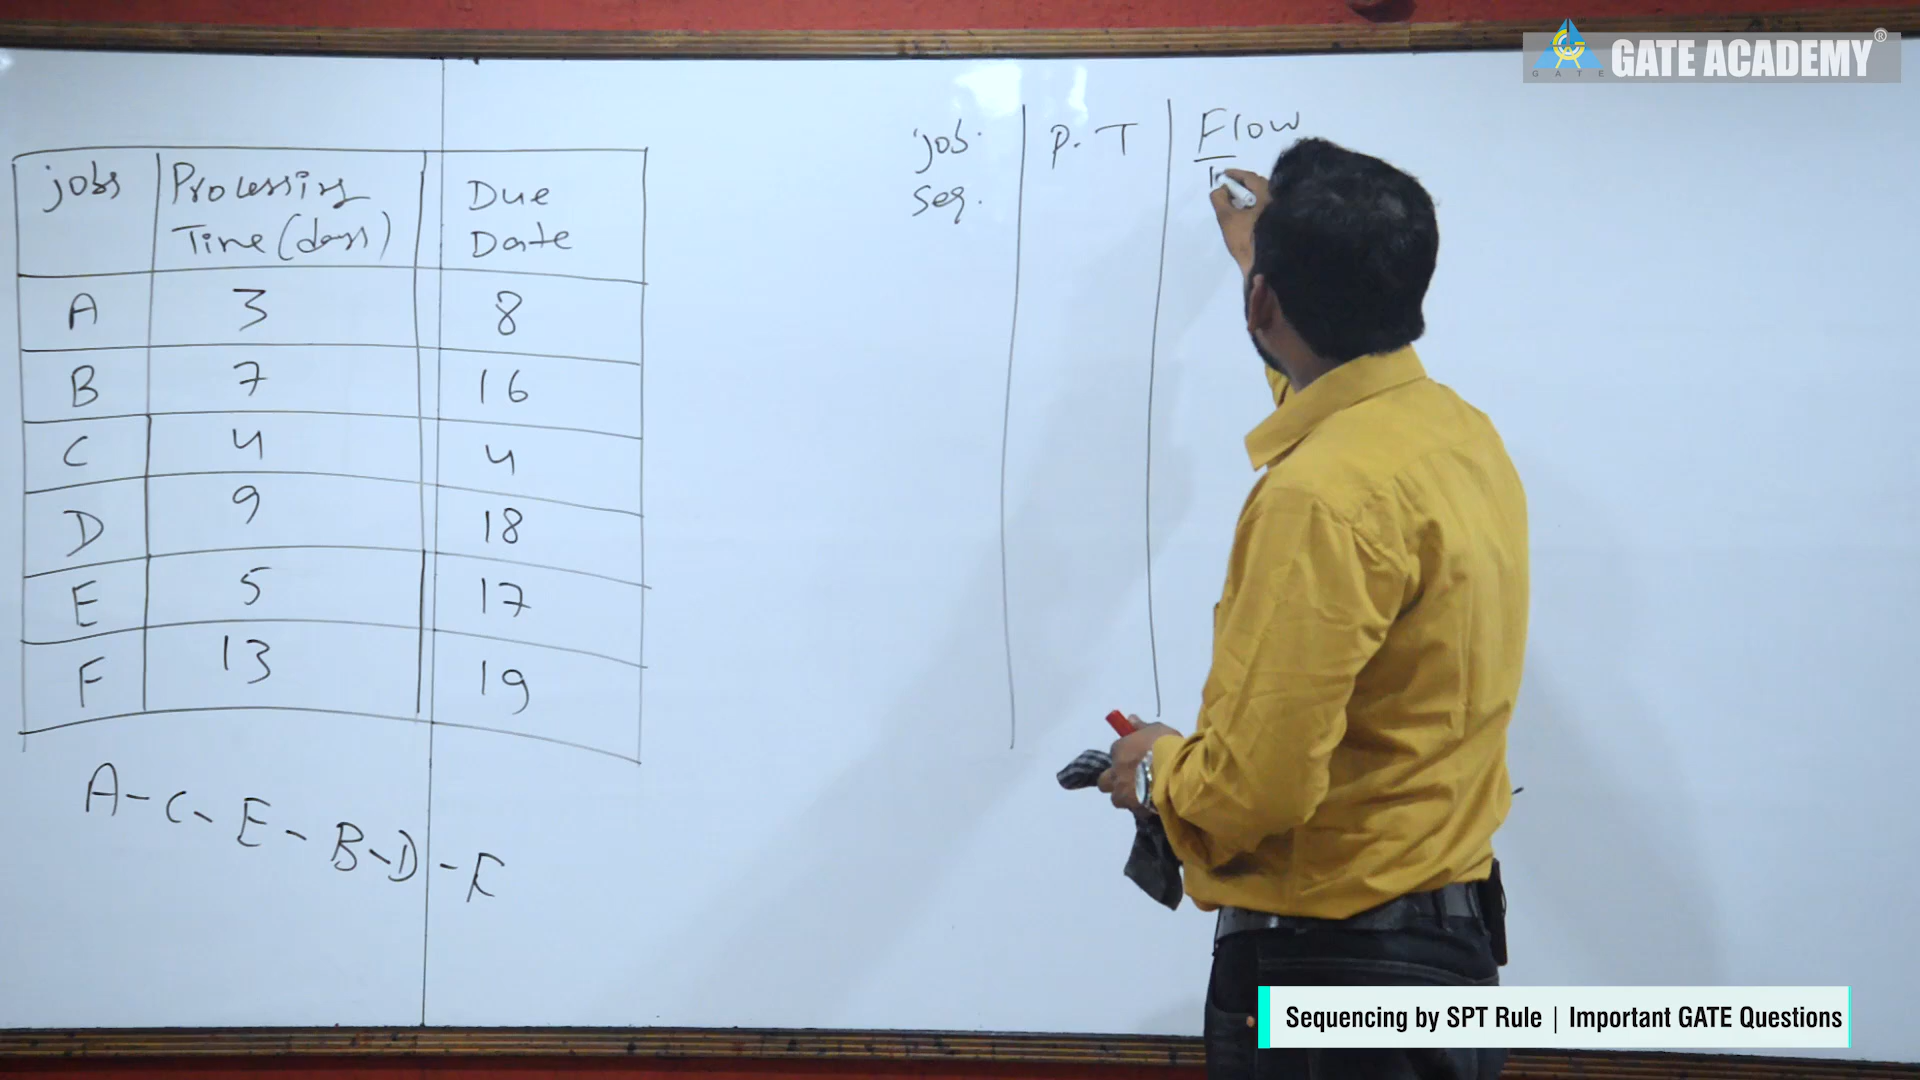 GATE ACADEMY®
GATE
jobs Processing Due
Time (days) Date
A 3 8
B 7 16
C 4 4
D 9 18
E 5 17
F 13 19
A-C-E-B-D-F
job. P.T Flow
Seq.
Sequencing by SPT Rule | Important GATE Questions